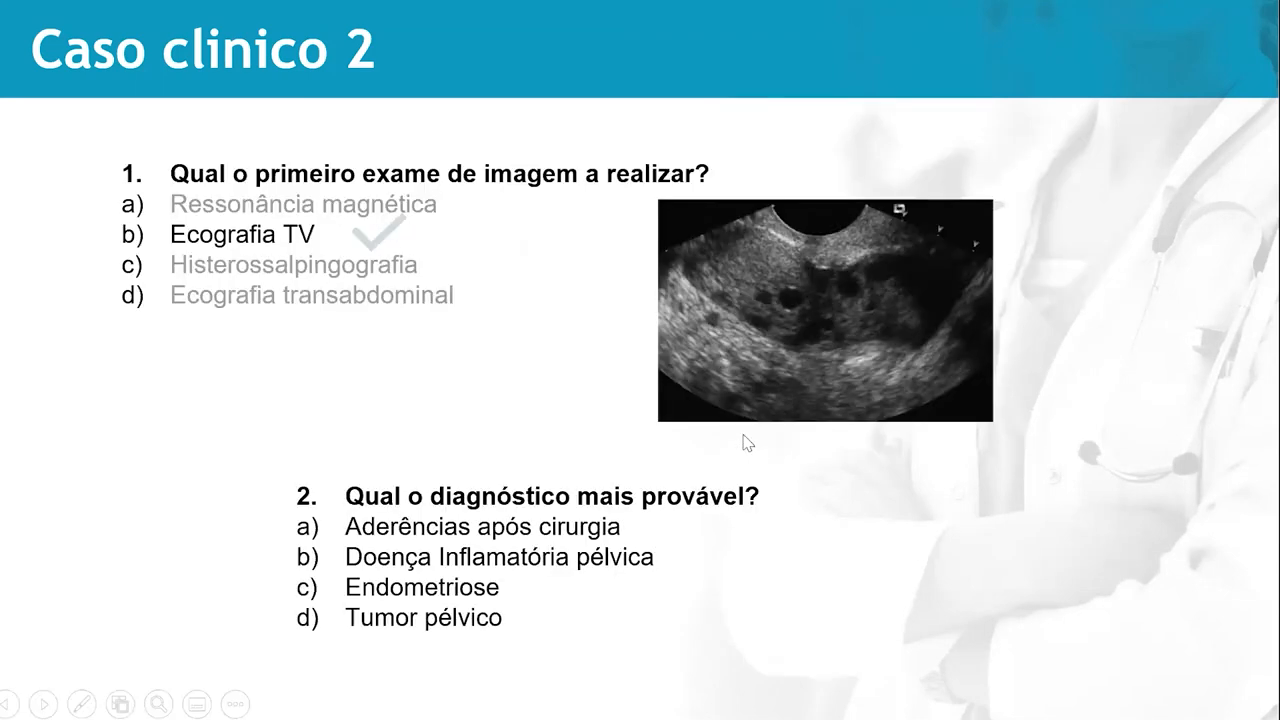 Caso clinico 2
1. Qual o primeiro exame de imagem a realizar?
a) Ressonância magnética
b) Ecografia TV
c) Histerossalpingografia
d) Ecografia transabdominal
2. Qual o diagnóstico mais provável?
a) Aderências após cirurgia
b) Doença Inflamatória pélvica
c) Endometriose
d) Tumor pélvico